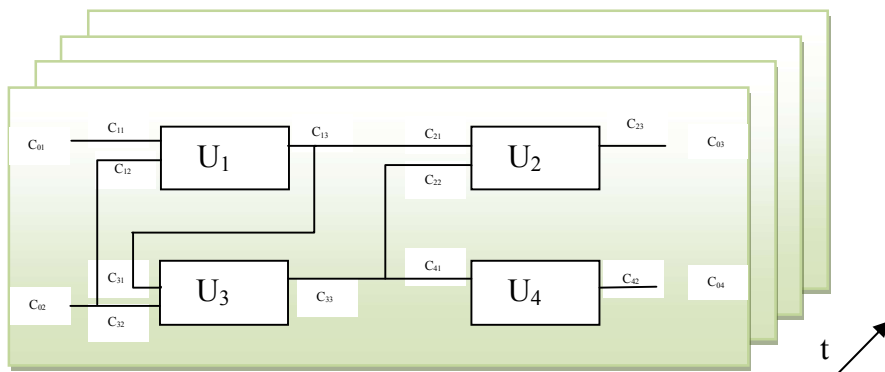 C₀₁
C₁₁
C₁₂
U₁
C₁₃
C₂₁
C₂₂
U₂
C₂₃
C₀₃
C₀₂
C₃₁
C₃₂
U₃
C₃₃
C₄₁
U₄
C₄₂
C₀₄
t